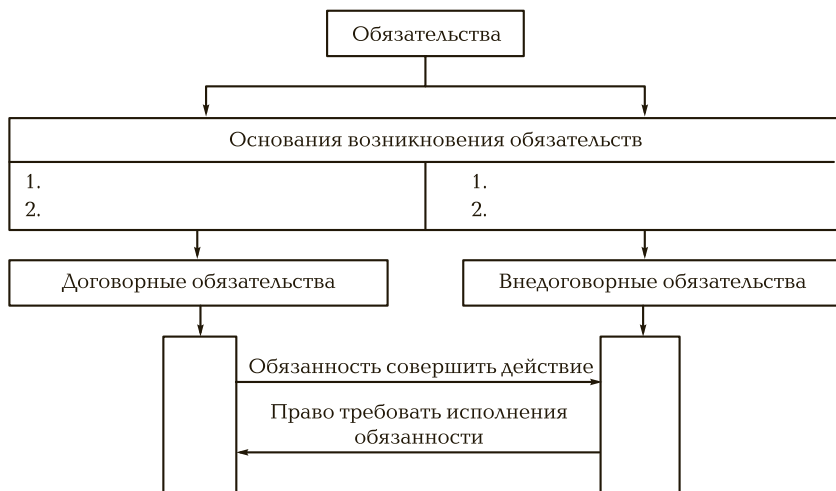 Обязательства
Основания возникновения обязательств
1.
2.
1.
2.
Договорные обязательства
Внедоговорные обязательства
Обязанность совершить действие
Право требовать исполнения
обязанности